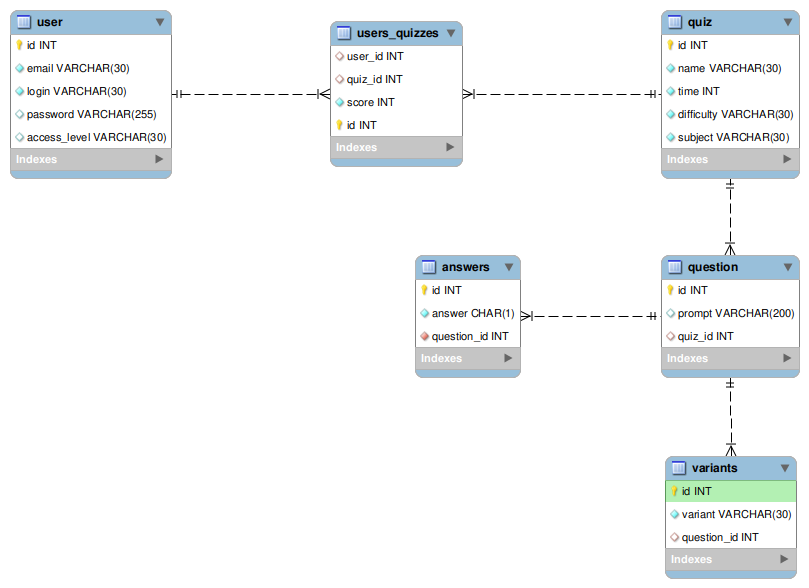 user
id INT
email VARCHAR(30)
login VARCHAR(30)
password VARCHAR(255)
access_level VARCHAR(30)
Indexes
users_quizzes
user_id INT
quiz_id INT
score INT
id INT
Indexes
quiz
id INT
name VARCHAR(30)
time INT
difficulty VARCHAR(30)
subject VARCHAR(30)
Indexes
answers
id INT
answer CHAR(1)
question_id INT
Indexes
question
id INT
prompt VARCHAR(200)
quiz_id INT
Indexes
variants
id INT
variant VARCHAR(30)
question_id INT
Indexes